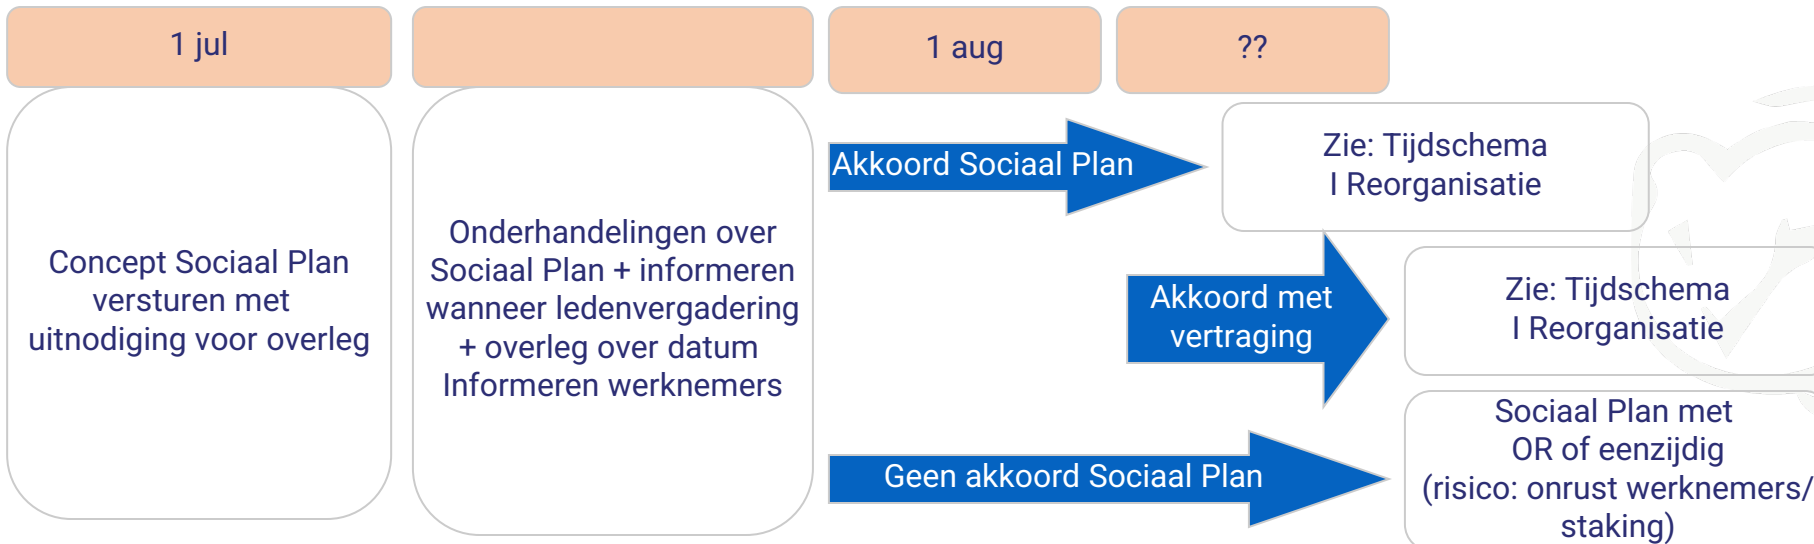 1 jul
1 aug
??
Concept Sociaal Plan
versturen met
uitnodiging voor overleg
Onderhandelingen over
Sociaal Plan + informeren
wanneer ledenvergadering
+ overleg over datum
Informeren werknemers
Akkoord Sociaal Plan
Zie: Tijdschema
I Reorganisatie
Akkoord met
vertraging
Zie: Tijdschema
I Reorganisatie
Geen akkoord Sociaal Plan
Sociaal Plan met
OR of eenzijdig
(risico: onrust werknemers/
staking)